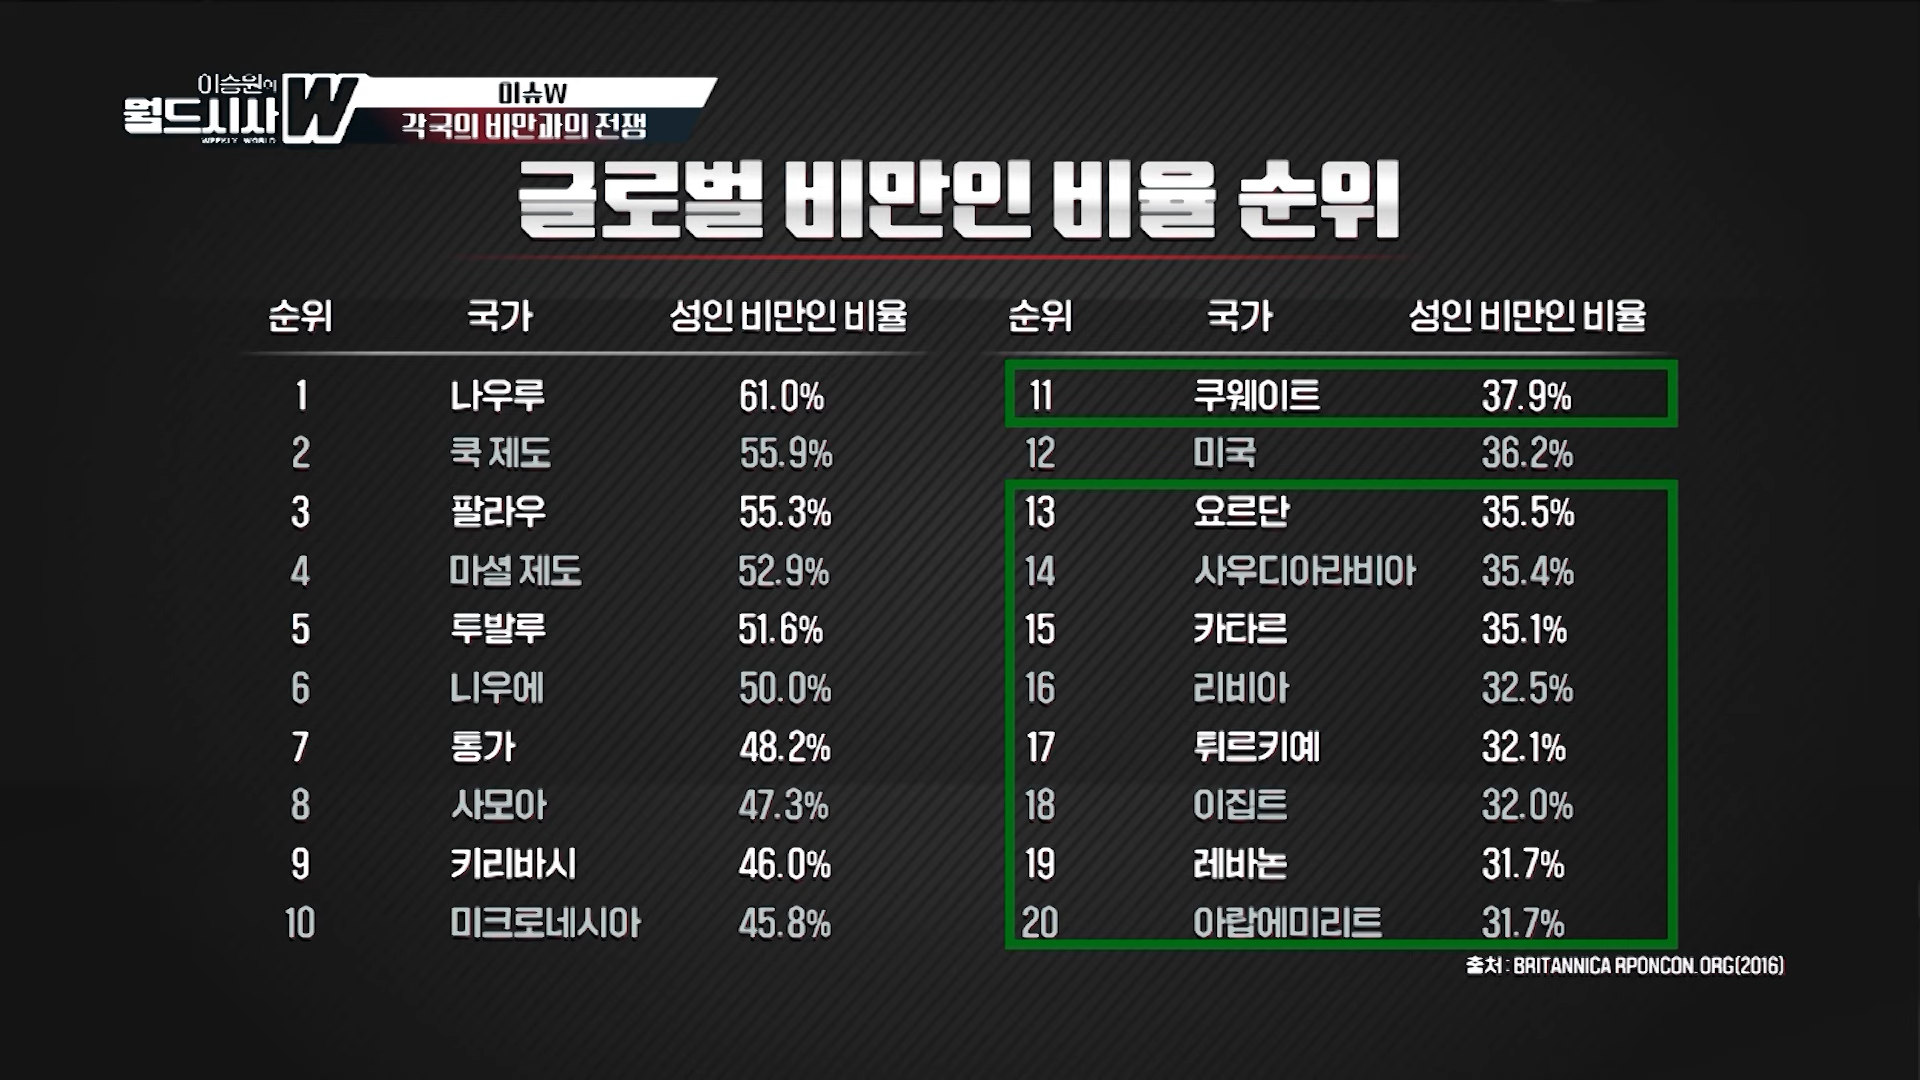 이승원의
월드시사 W
WEEKLY WORLD
이슈W
각국의 비만과의 전쟁
글로벌 비만인 비율 순위
순위 국가 성인 비만인 비율 순위 국가 성인 비만인 비율
1 나우루 61.0% 11 쿠웨이트 37.9%
2 쿡 제도 55.9% 12 미국 36.2%
3 팔라우 55.3% 13 요르단 35.5%
4 마셜 제도 52.9% 14 사우디아라비아 35.4%
5 투발루 51.6% 15 카타르 35.1%
6 니우에 50.0% 16 리비아 32.5%
7 통가 48.2% 17 튀르키예 32.1%
8 사모아 47.3% 18 이집트 32.0%
9 키리바시 46.0% 19 레바논 31.7%
10 미크로네시아 45.8% 20 아랍에미리트 31.7%
출처 : BRITANNICA RPONCON.ORG(2016)